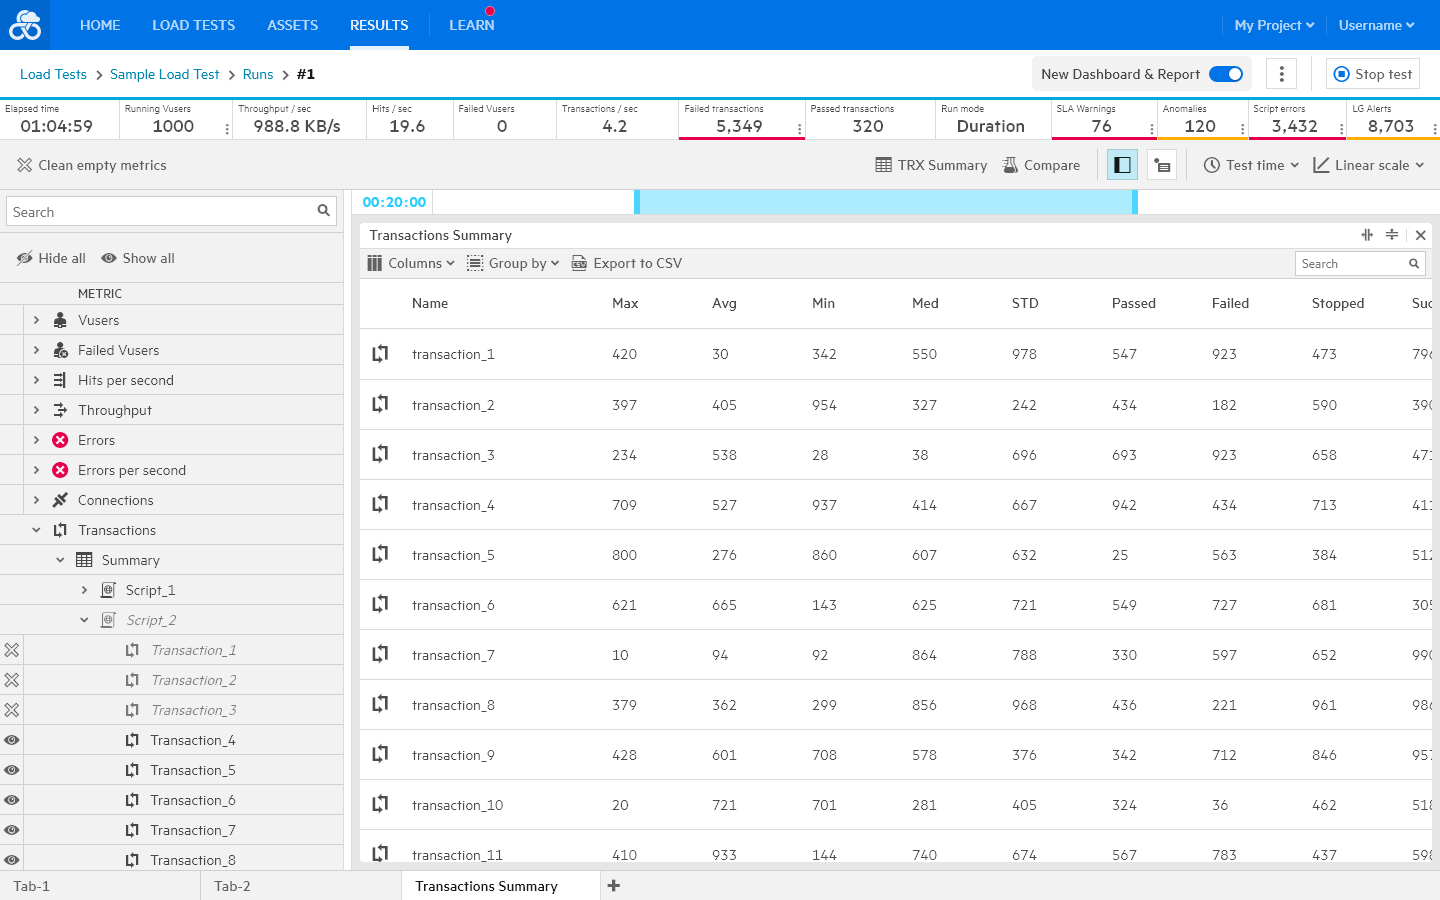 HOME LOAD TESTS ASSETS RESULTS LEARN My Project Username
Load Tests Sample Load Test Runs #1 New Dashboard & Report Stop test
Elapsed time Running Vusers Throughput / sec Hits / sec Failed Vusers Transactions / sec Failed transactions Passed transactions Run mode SLA Warnings Anomalies Script errors LG Alerts
01:04:59 1000 988.8 KB/s 19.6 0 4.2 5,349 320 Duration 76 120 3,432 8,703
Clean empty metrics TRX Summary Compare Test time Linear scale
Search
00:20:00
Hide all Show all
METRIC
Vusers
Failed Vusers
Hits per second
Throughput
Errors
Errors per second
Connections
Transactions
Summary
Script_1
Script_2
Transaction_1
Transaction_2
Transaction_3
Transaction_4
Transaction_5
Transaction_6
Transaction_7
Transaction_8
Transactions Summary
Columns Group by Export to CSV Search
Name Max Avg Min Med STD Passed Failed Stopped
transaction_1 420 30 342 550 978 547 923 473
transaction_2 397 405 954 327 242 434 182 590
transaction_3 234 538 28 38 696 693 923 658
transaction_4 709 527 937 414 667 942 434 713
transaction_5 800 276 860 607 632 25 563 384
transaction_6 621 665 143 625 721 549 727 681
transaction_7 10 94 92 864 788 330 597 652
transaction_8 379 362 299 856 968 436 221 961
transaction_9 428 601 708 578 376 342 712 846
transaction_10 20 721 701 281 405 324 36 462
transaction_11 410 933 144 740 674 567 783 437
Tab-1 Tab-2 Transactions Summary